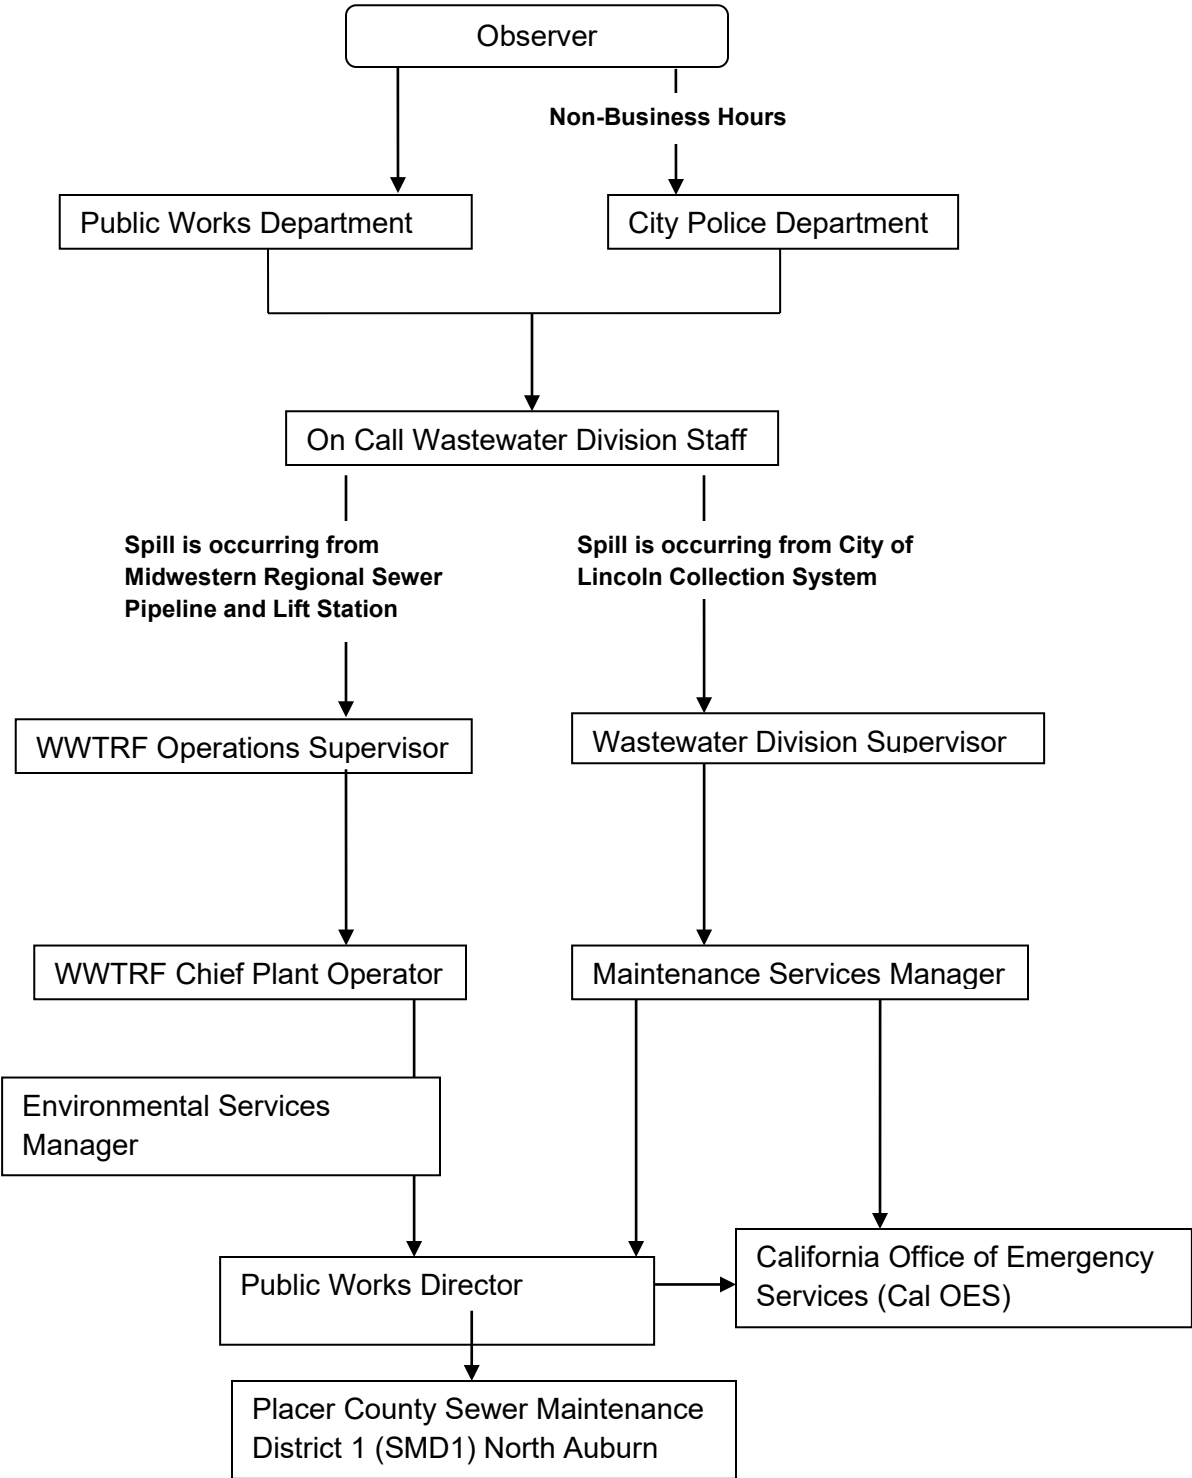 Observer
Non-Business Hours
Public Works Department
City Police Department
On Call Wastewater Division Staff
Spill is occurring from
Midwestern Regional Sewer
Pipeline and Lift Station
Spill is occurring from City of
Lincoln Collection System
WWTRF Operations Supervisor
Wastewater Division Supervisor
WWTRF Chief Plant Operator
Maintenance Services Manager
Environmental Services
Manager
Public Works Director
California Office of Emergency
Services (Cal OES)
Placer County Sewer Maintenance
District 1 (SMD1) North Auburn